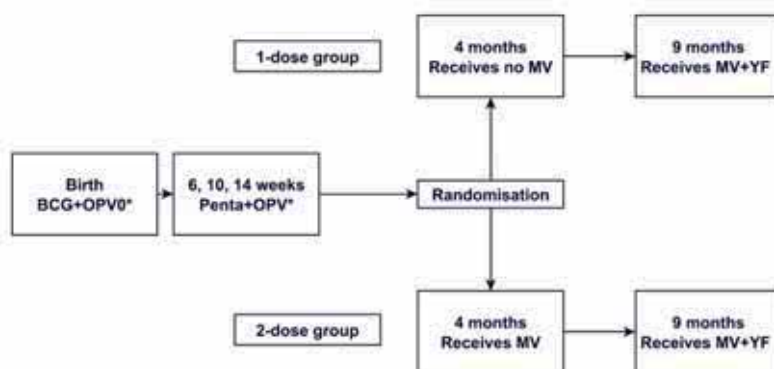 1-dose group
4 months
Receives no MV
9 months
Receives MV+YF
Birth
BCG+OPV0*
6, 10, 14 weeks
Penta+OPV*
Randomisation
2-dose group
4 months
Receives MV
9 months
Receives MV+YF